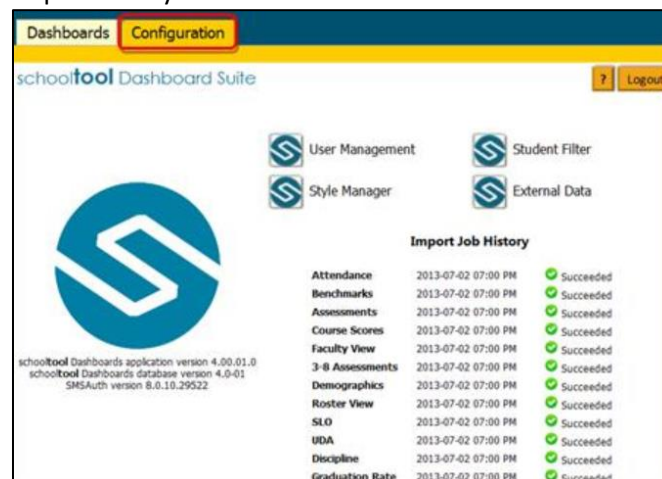 Dashboards Configuration
schooltool Dashboard Suite
? Logout
User Management Student Filter
Style Manager External Data
Import Job History
Attendance 2013-07-02 07:00 PM Succeeded
Benchmarks 2013-07-02 07:00 PM Succeeded
Assessments 2013-07-02 07:00 PM Succeeded
Course Scores 2013-07-02 07:00 PM Succeeded
Faculty View 2013-07-02 07:00 PM Succeeded
3-8 Assessments 2013-07-02 07:00 PM Succeeded
Demographics 2013-07-02 07:00 PM Succeeded
Roster View 2013-07-02 07:00 PM Succeeded
SLO 2013-07-02 07:00 PM Succeeded
UDA 2013-07-02 07:00 PM Succeeded
Discipline 2013-07-02 07:00 PM Succeeded
Graduation Rate 2013-07-02 07:00 PM Succeeded
schooltool Dashboards application version 4.00.01.0
schooltool Dashboards database version 4.0-01
SMSAuth version 8.0.10.29522